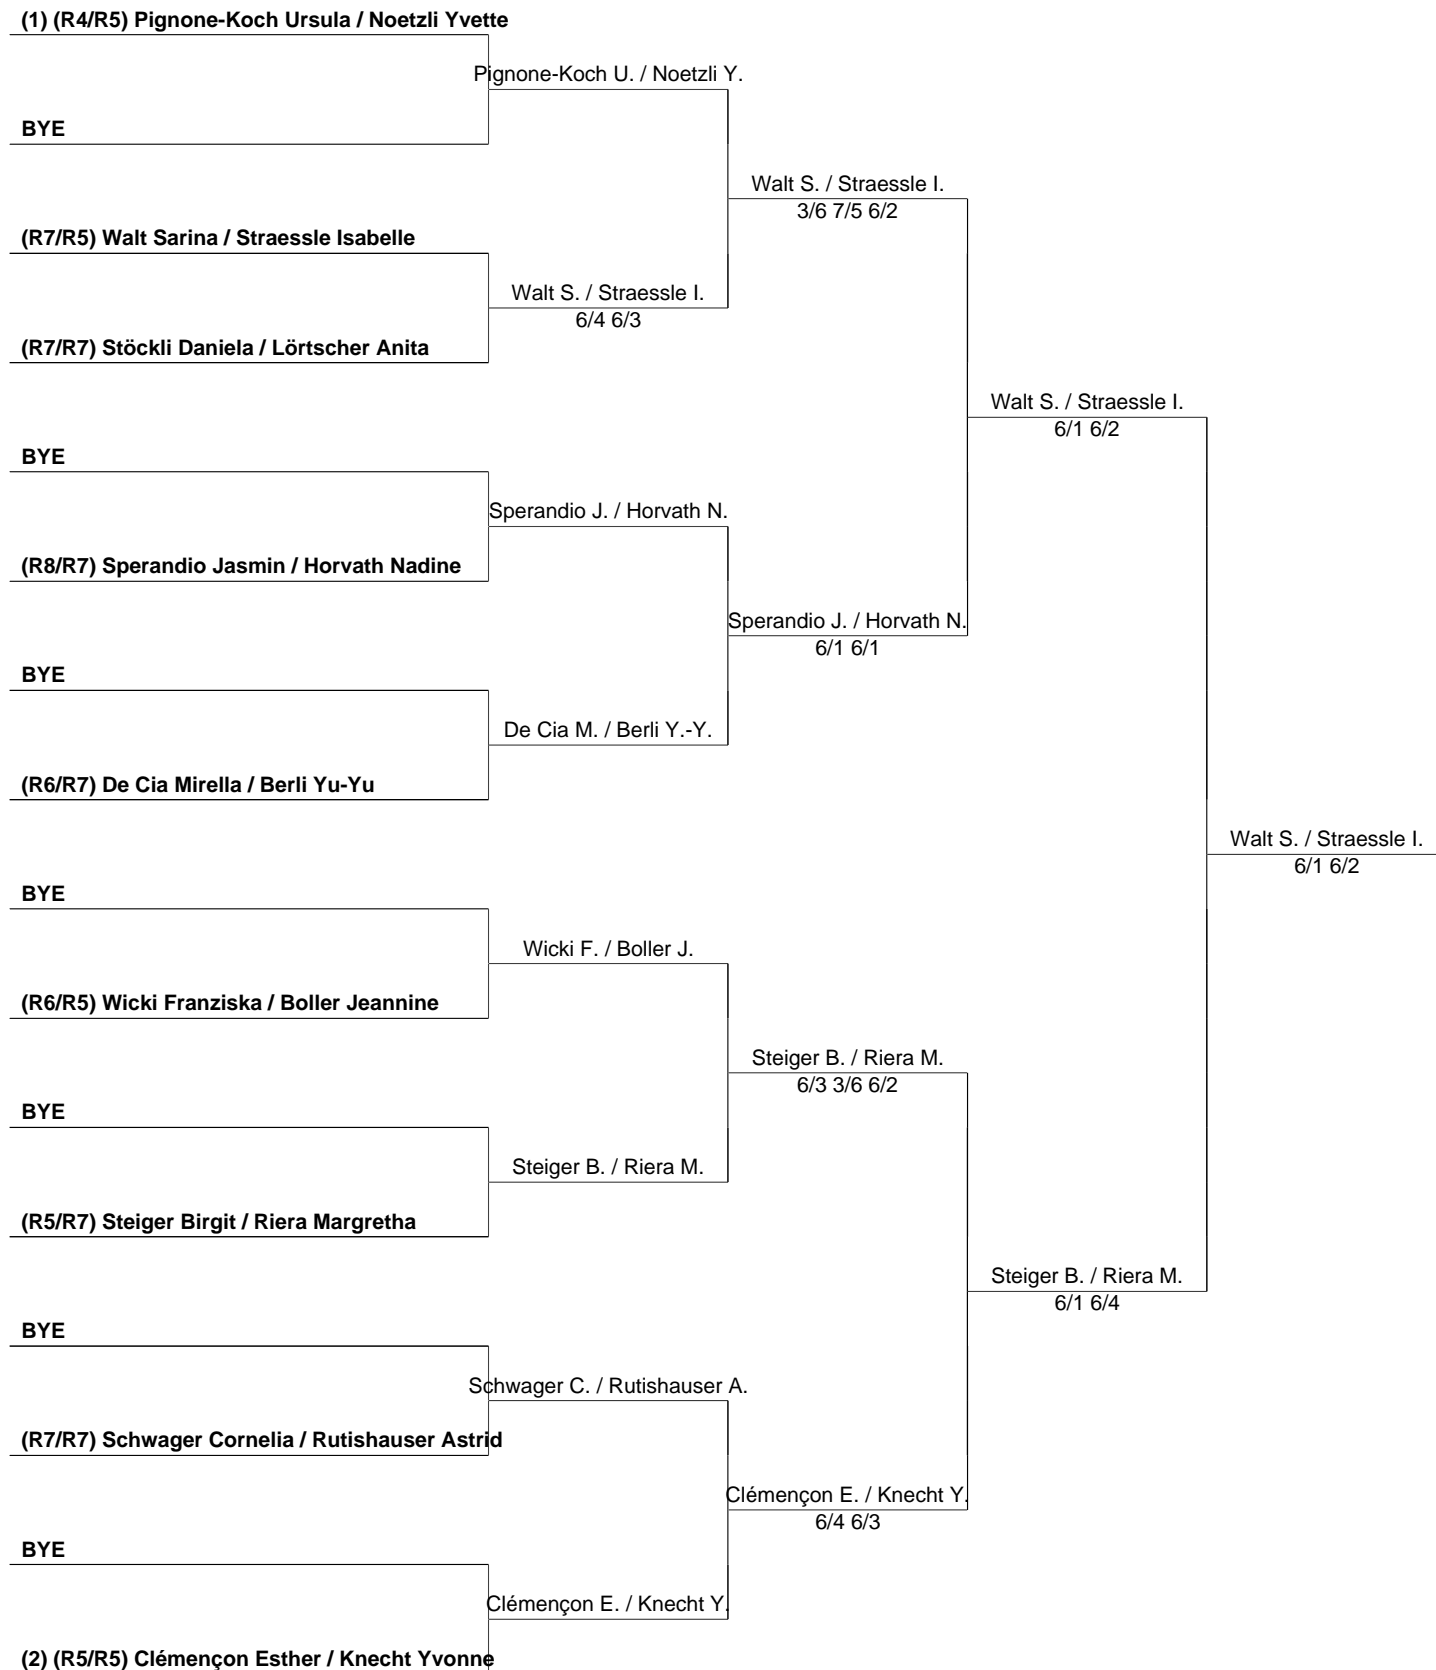 (1) (R4/R5) Pignone-Koch Ursula / Noetzli Yvette
Pignone-Koch U. / Noetzli Y.
BYE
Walt S. / Straessle I.
3/6 7/5 6/2
(R7/R5) Walt Sarina / Straessle Isabelle
Walt S. / Straessle I.
6/4 6/3
(R7/R7) Stöckli Daniela / Lörtscher Anita
Walt S. / Straessle I.
6/1 6/2
BYE
Sperandio J. / Horvath N.
(R8/R7) Sperandio Jasmin / Horvath Nadine
Sperandio J. / Horvath N.
6/1 6/1
BYE
De Cia M. / Berli Y.-Y.
(R6/R7) De Cia Mirella / Berli Yu-Yu
Walt S. / Straessle I.
6/1 6/2
BYE
Wicki F. / Boller J.
(R6/R5) Wicki Franziska / Boller Jeannine
Steiger B. / Riera M.
6/3 3/6 6/2
BYE
Steiger B. / Riera M.
(R5/R7) Steiger Birgit / Riera Margretha
Steiger B. / Riera M.
6/1 6/4
BYE
Schwager C. / Rutishauser A.
(R7/R7) Schwager Cornelia / Rutishauser Astrid
Clémençon E. / Knecht Y.
6/4 6/3
BYE
Clémençon E. / Knecht Y.
(2) (R5/R5) Clémençon Esther / Knecht Yvonne